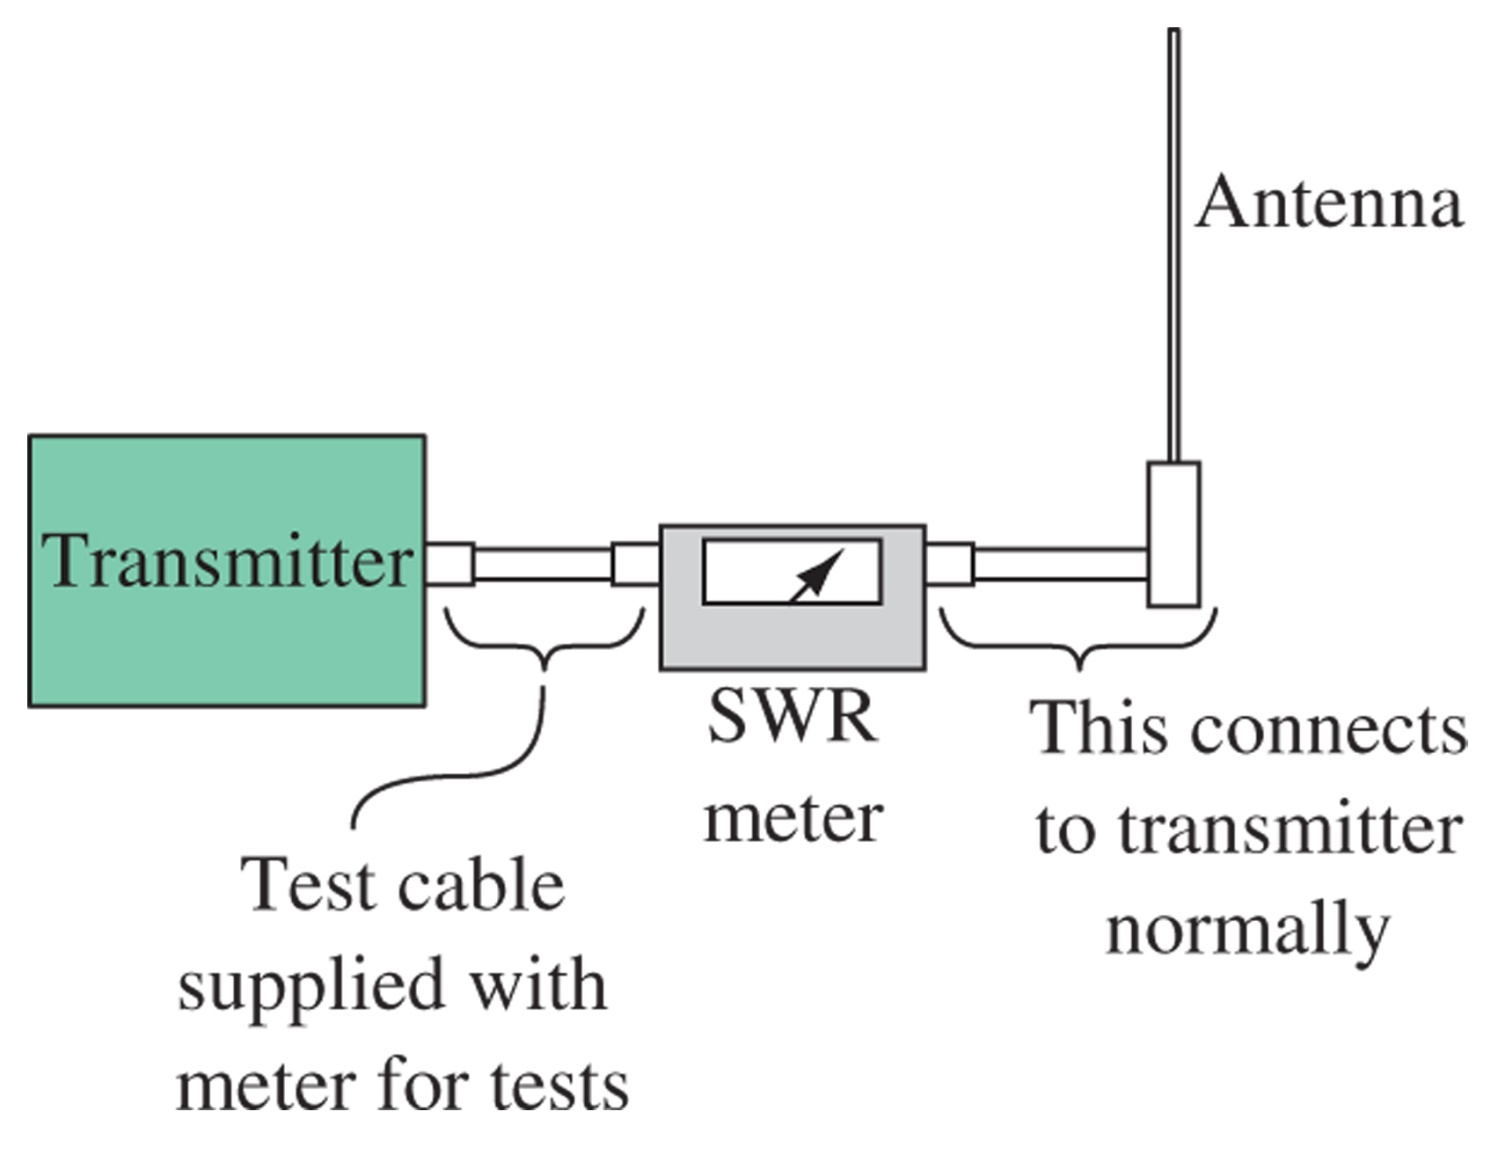 Antenna
Transmitter
SWR
meter
This connects
to transmitter
normally
Test cable
supplied with
meter for tests